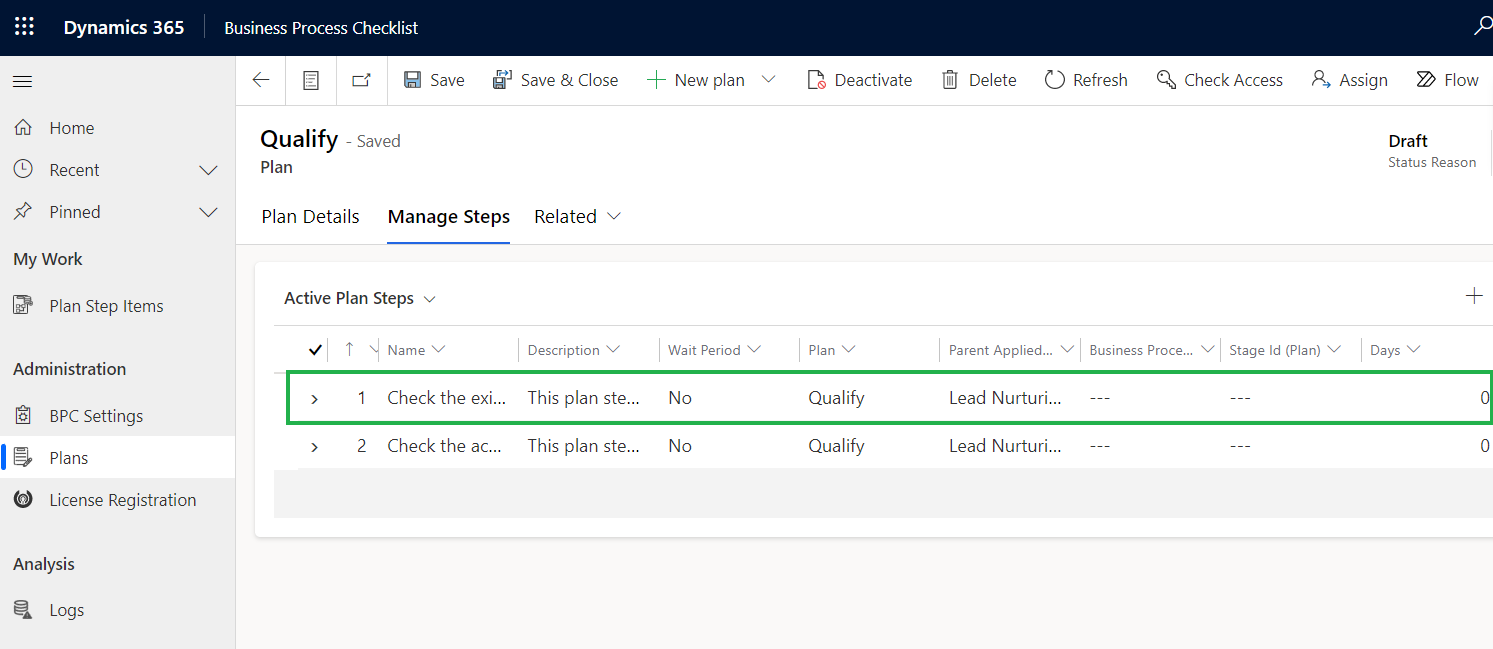 Dynamics 365 Business Process Checklist
Save Save & Close New plan Deactivate Delete Refresh Check Access Assign Flow
Home
Recent
Pinned
My Work
Plan Step Items
Administration
BPC Settings
Plans
License Registration
Analysis
Logs
Qualify - Saved
Plan
Draft
Status Reason
Plan Details Manage Steps Related
Active Plan Steps
Name Description Wait Period Plan Parent Applied... Business Proce... Stage Id (Plan) Days
1 Check the exi... This plan ste... No Qualify Lead Nurturi... --- --- 0
2 Check the ac... This plan ste... No Qualify Lead Nurturi... --- --- 0